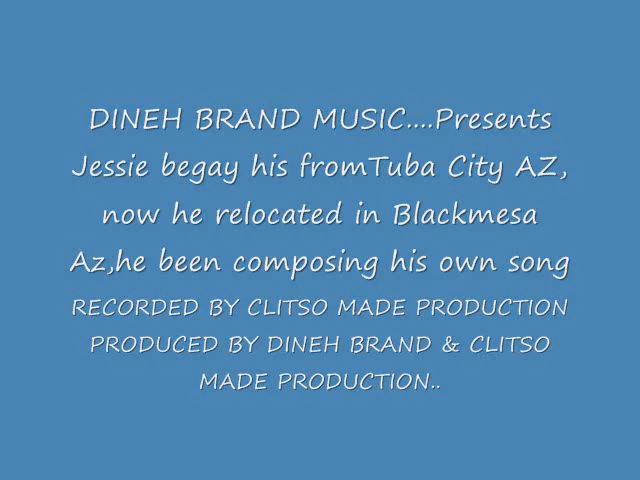 DINEH BRAND MUSIC....Presents
Jessie begay his fromTuba City AZ,
now he relocated in Blackmesa
Az,he been composing his own song
RECORDED BY CLITSO MADE PRODUCTION
PRODUCED BY DINEH BRAND & CLITSO
MADE PRODUCTION..